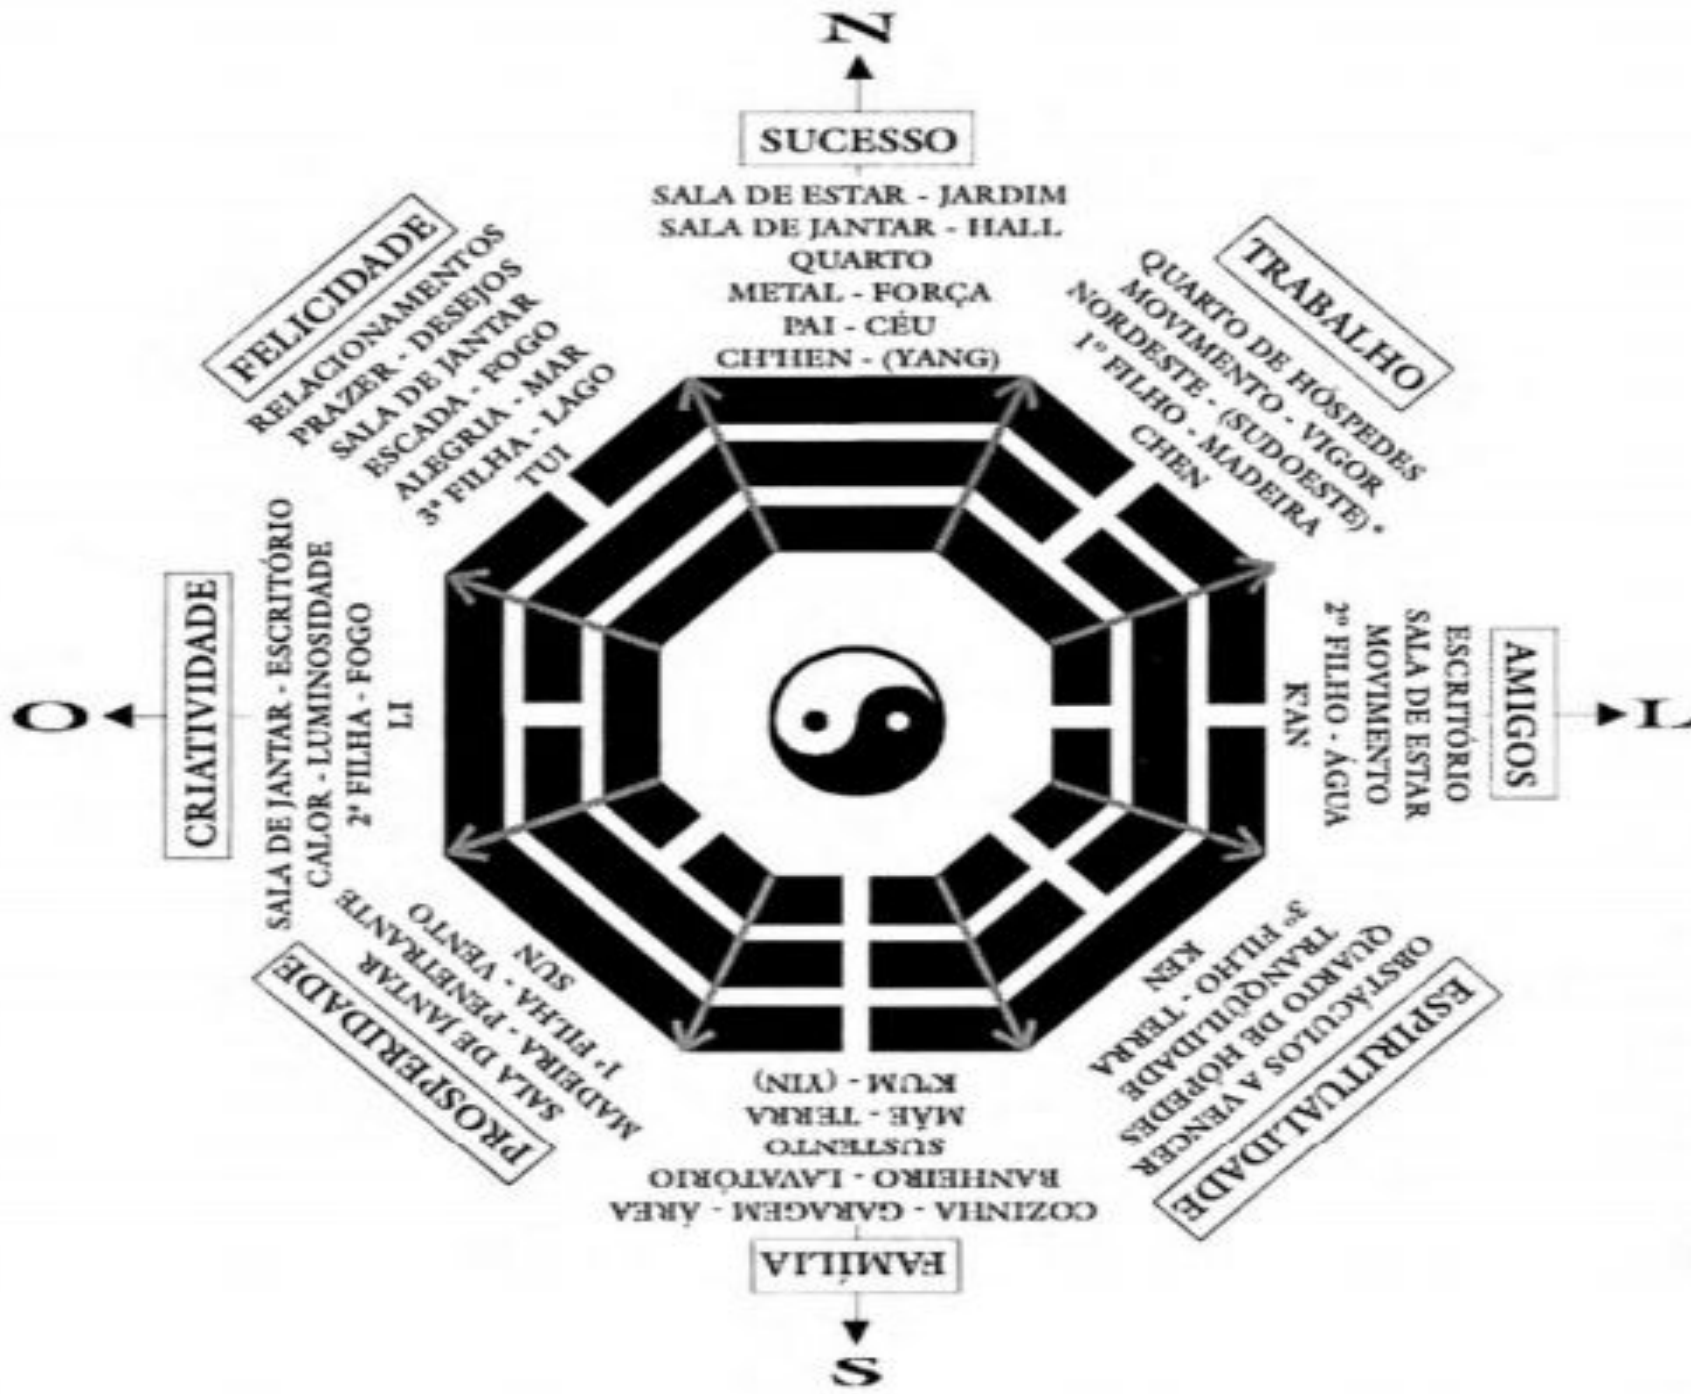 N
SUCESSO
SALA DE ESTAR - JARDIM
SALA DE JANTAR - HALL
QUARTO
METAL - FORÇA
PAI - CÉU
CH'HEN - (YANG)
TRABALHO
QUARTO DE HÓSPEDES
MOVIMENTO - VIGOR
NORDESTE - (SUDOESTE)*
1º FILHO - MADEIRA
CHEN
L
AMIGOS
ESCRITÓRIO
SALA DE ESTAR
MOVIMENTO
2º FILHO - ÁGUA
K'AN'
ESPIRITUALIDADE
OBSTÁCULOS A VENCER
QUARTO DE HÓPEDES
TRANQUILIDADE
3º FILHO - TERRA
KEN
S
FAMÍLIA
COZINHA - GARAGEM - ÁREA
BANHEIRO - LAVATÓRIO
SUSTENTO
MÃE - TERRA
K'UM - (YIN)
PROSPERIDADE
SALA DE JANTAR
MADEIRA - PENETRANTE
1ª FILHA - VENTO
SUN
O
CRIATIVIDADE
SALA DE JANTAR - ESCRITÓRIO
CALOR - LUMINOSIDADE
2ª FILHA - FOGO
LI
FELICIDADE
RELACIONAMENTOS
PRAZER - DESEJOS
SALA DE JANTAR
ESCADA - FOGO
ALEGRIA - MAR
3ª FILHA - LAGO
TUI